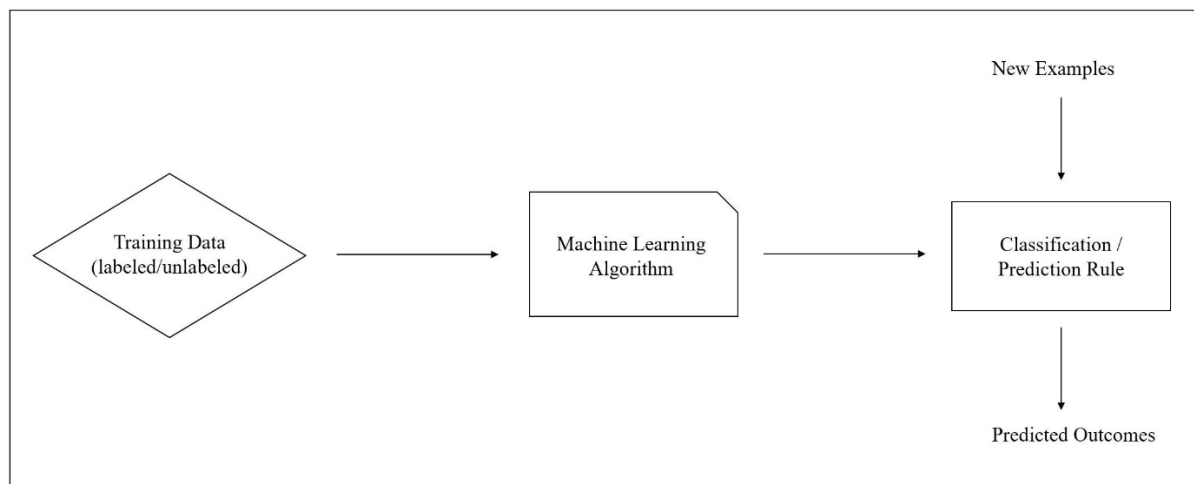 New Examples
Training Data
(labeled/unlabeled)
Machine Learning
Algorithm
Classification /
Prediction Rule
Predicted Outcomes